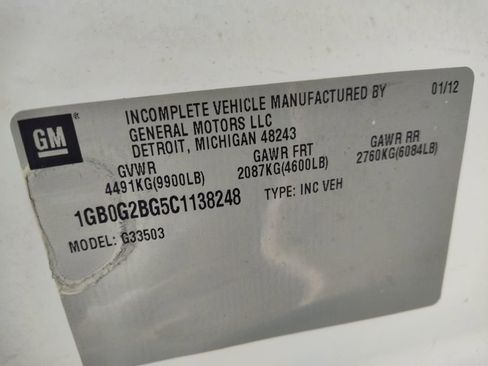 INCOMPLETE VEHICLE MANUFACTURED BY 01/12
GM ® GENERAL MOTORS LLC
DETROIT, MICHIGAN 48243
GVWR GAWR FRT GAWR RR
4491KG(9900LB) 2087KG(4600LB) 2760KG(6084LB)
1GB0G2BG5C1138248 TYPE: INC VEH
MODEL: G33503